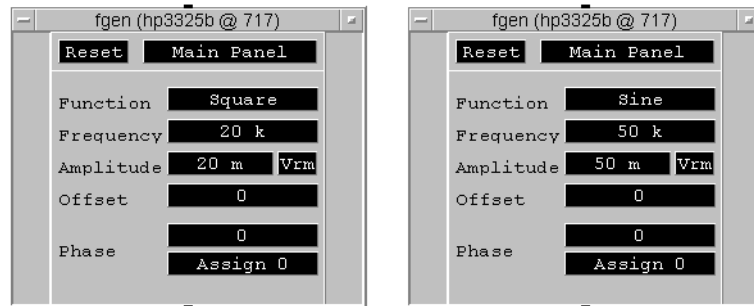 fgen (hp3325b @ 717)
Reset Main Panel
Function Square
Frequency 20 k
Amplitude 20 m Vrm
Offset 0
Phase 0
Assign 0
fgen (hp3325b @ 717)
Reset Main Panel
Function Sine
Frequency 50 k
Amplitude 50 m Vrm
Offset 0
Phase 0
Assign 0